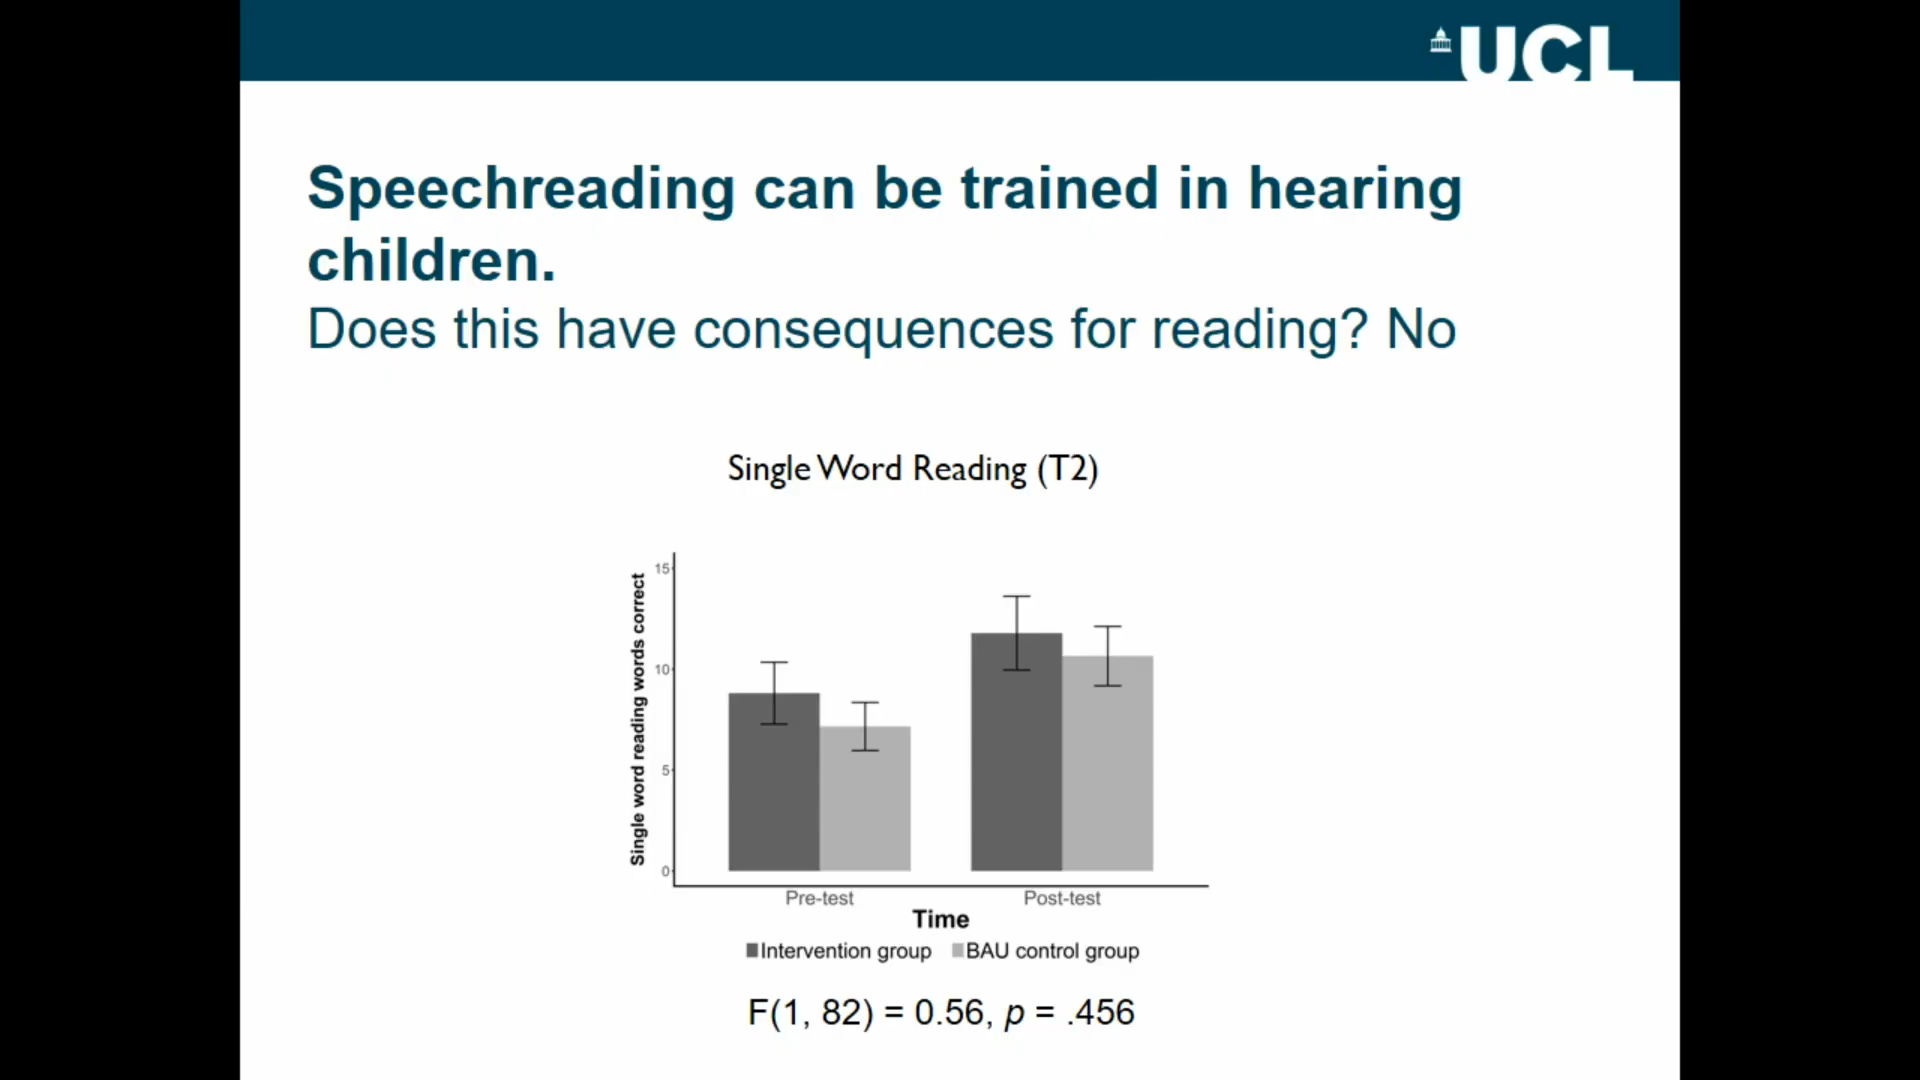 UCL
Speechreading can be trained in hearing
children.
Does this have consequences for reading? No
Single Word Reading (T2)
Single word reading words correct
15
10
5
0
Pre-test Post-test
Time
Intervention group BAU control group
F(1, 82) = 0.56, p = .456